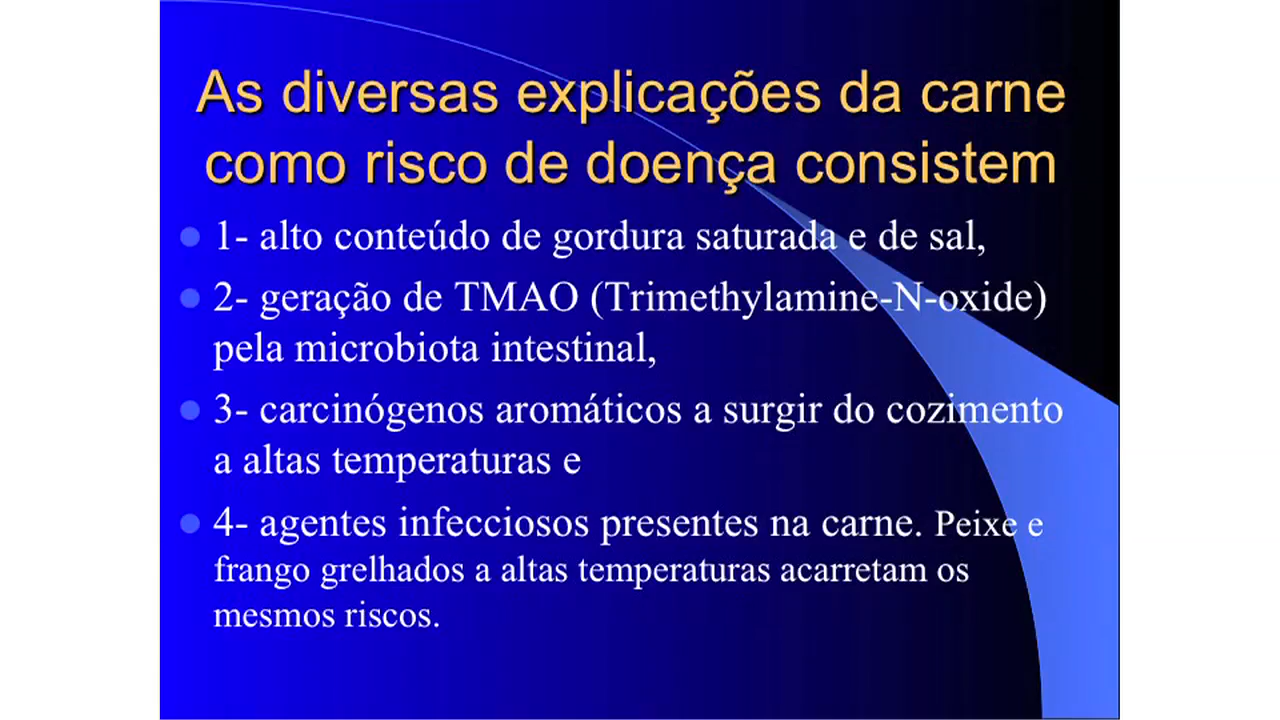 As diversas explicações da carne
como risco de doença consistem
1- alto conteúdo de gordura saturada e de sal,
2- geração de TMAO (Trimethylamine-N-oxide)
pela microbiota intestinal,
3- carcinógenos aromáticos a surgir do cozimento
a altas temperaturas e
4- agentes infecciosos presentes na carne. Peixe e
frango grelhados a altas temperaturas acarretam os
mesmos riscos.